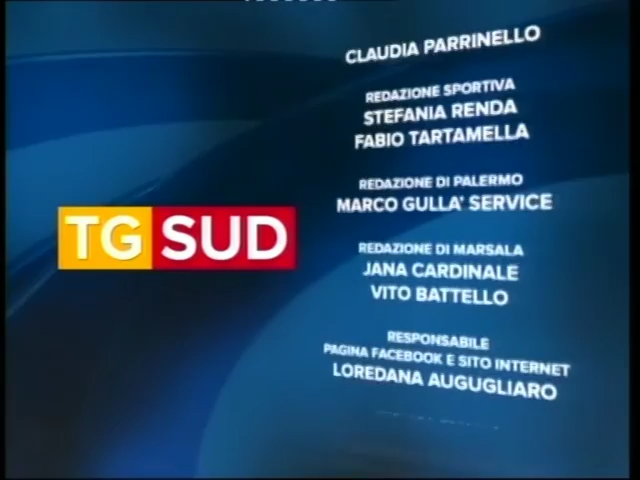 CLAUDIA PARRINELLO
REDAZIONE SPORTIVA
STEFANIA RENDA
FABIO TARTAMELLA
REDAZIONE DI PALERMO
MARCO GULLA' SERVICE
TG SUD
REDAZIONE DI MARSALA
JANA CARDINALE
VITO BATTELLO
RESPONSABILE
PAGINA FACEBOOK E SITO INTERNET
LOREDANA AUGUGLIARO